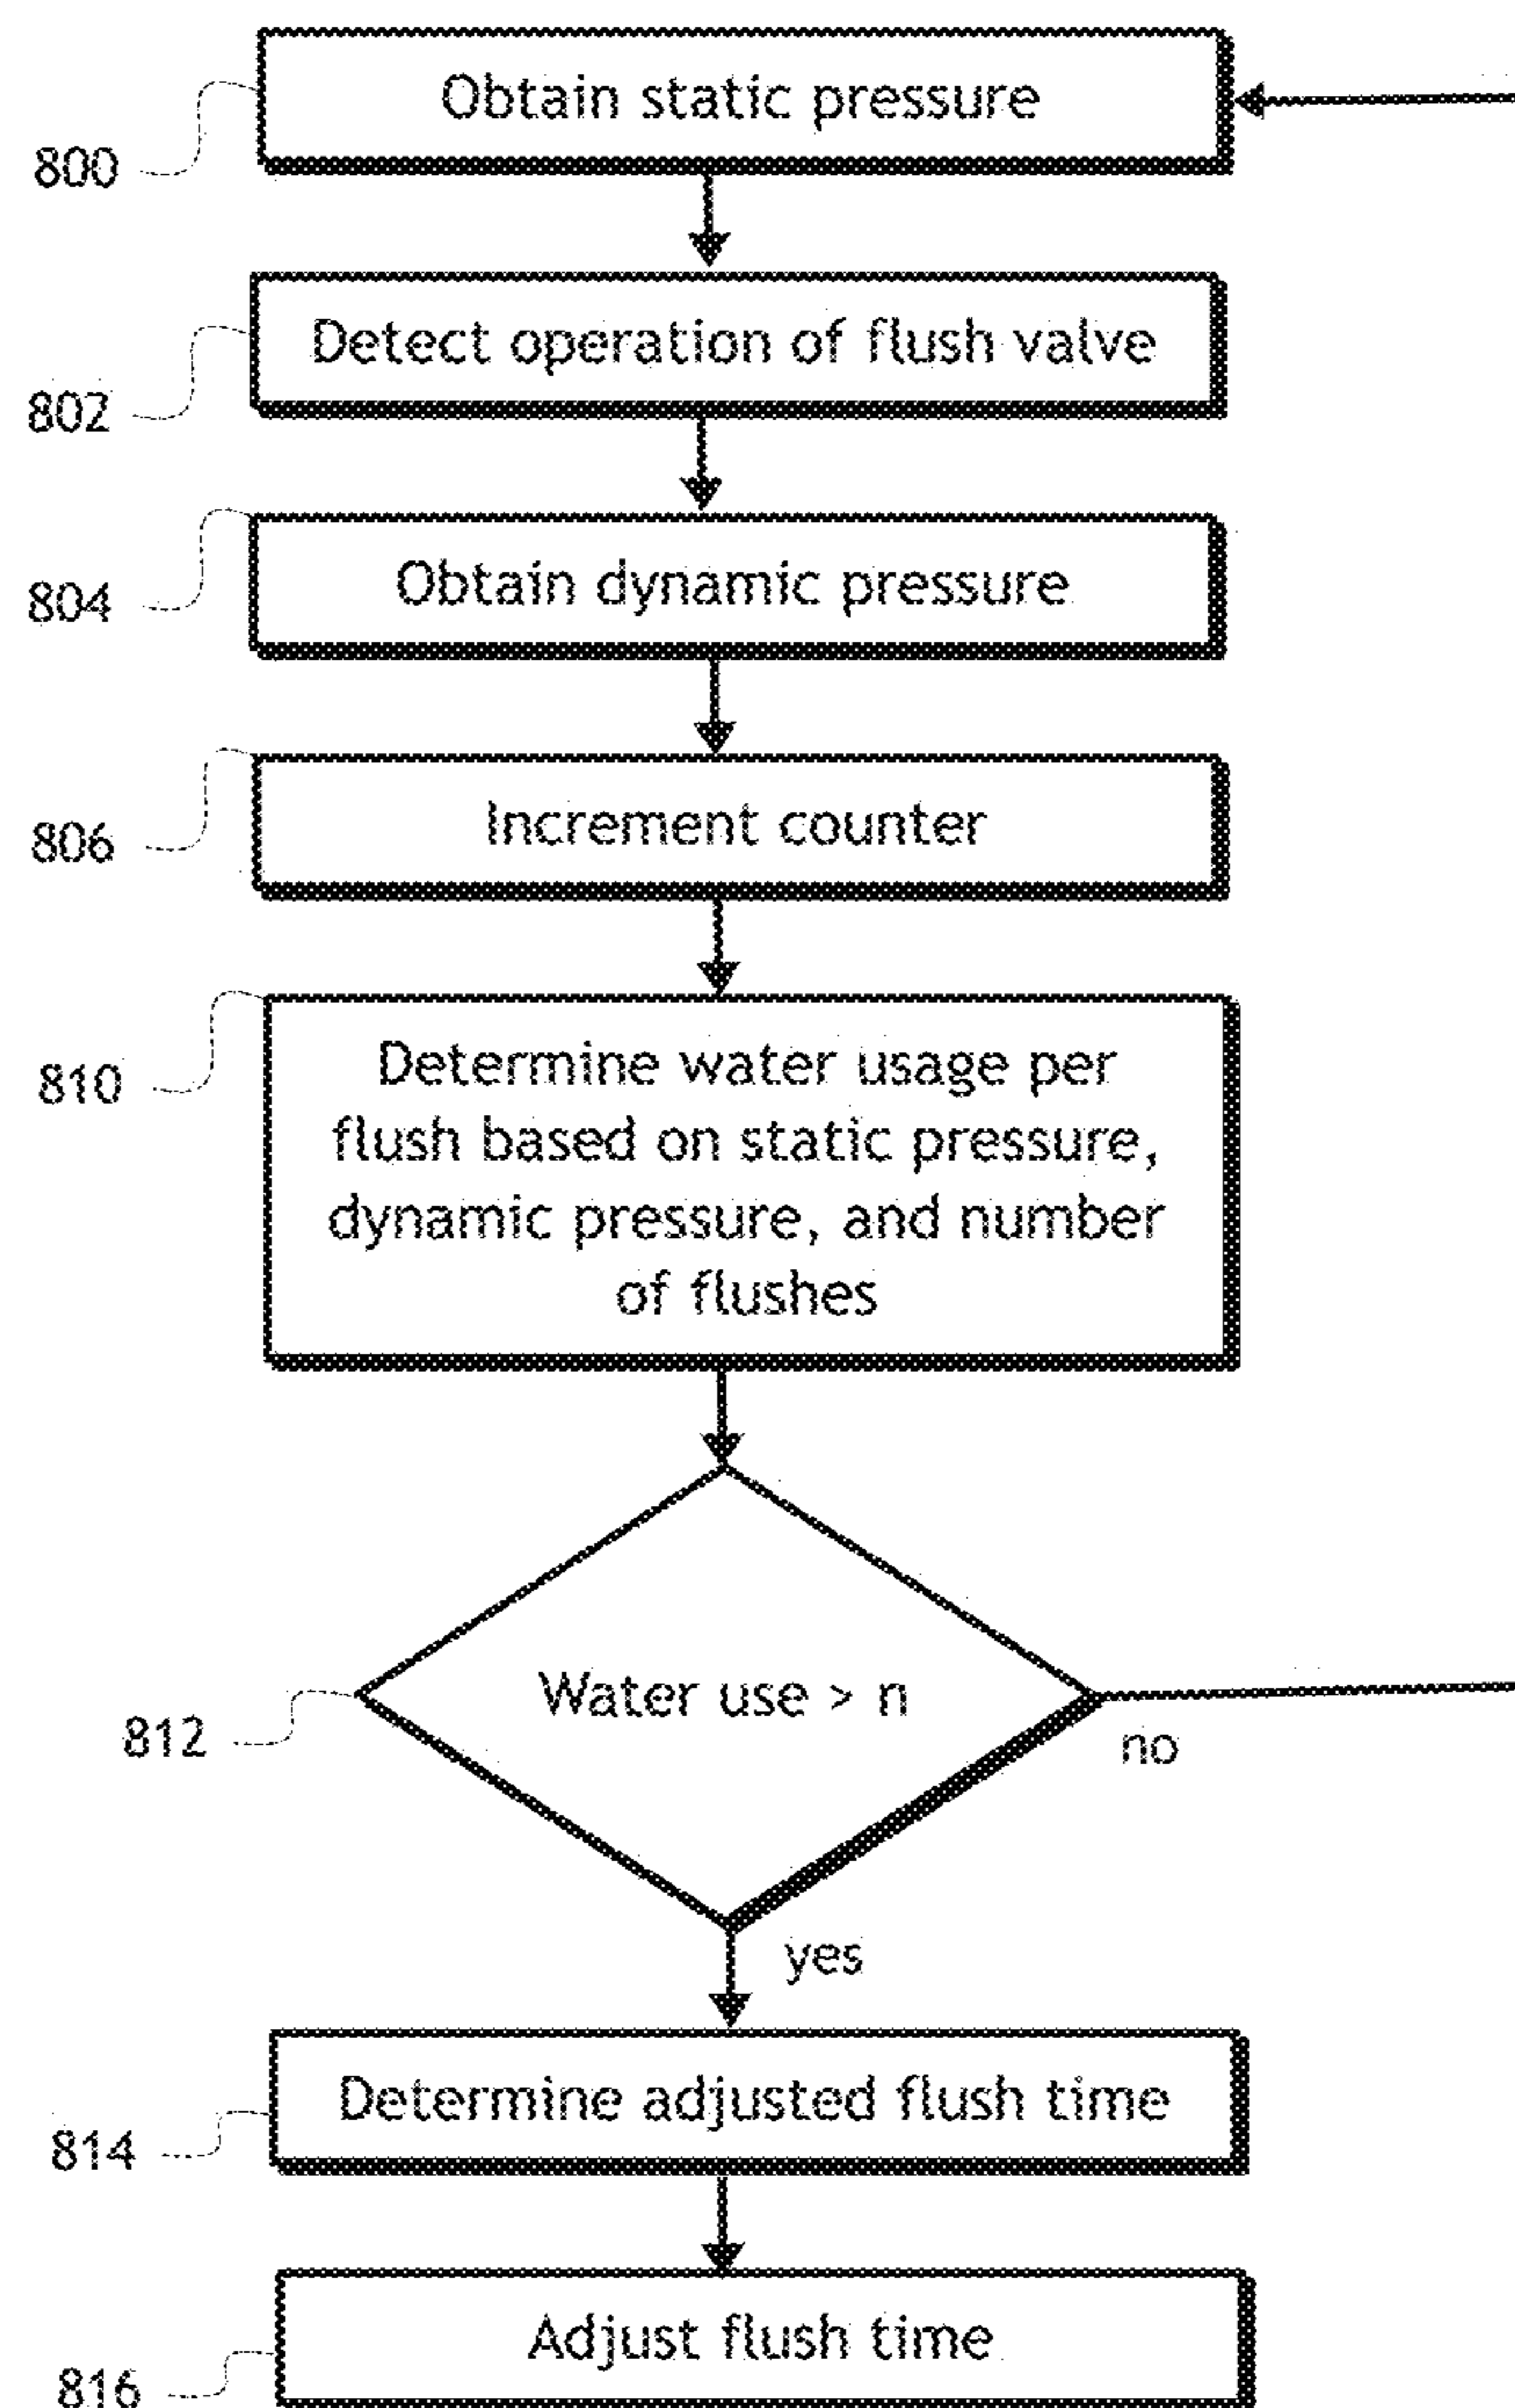 Obtain static pressure
800
Detect operation of flush valve
802
Obtain dynamic pressure
804
Increment counter
806
Determine water usage per
flush based on static pressure,
dynamic pressure, and number
of flushes
810
Water use > n
812
no
yes
Determine adjusted flush time
814
Adjust flush time
816